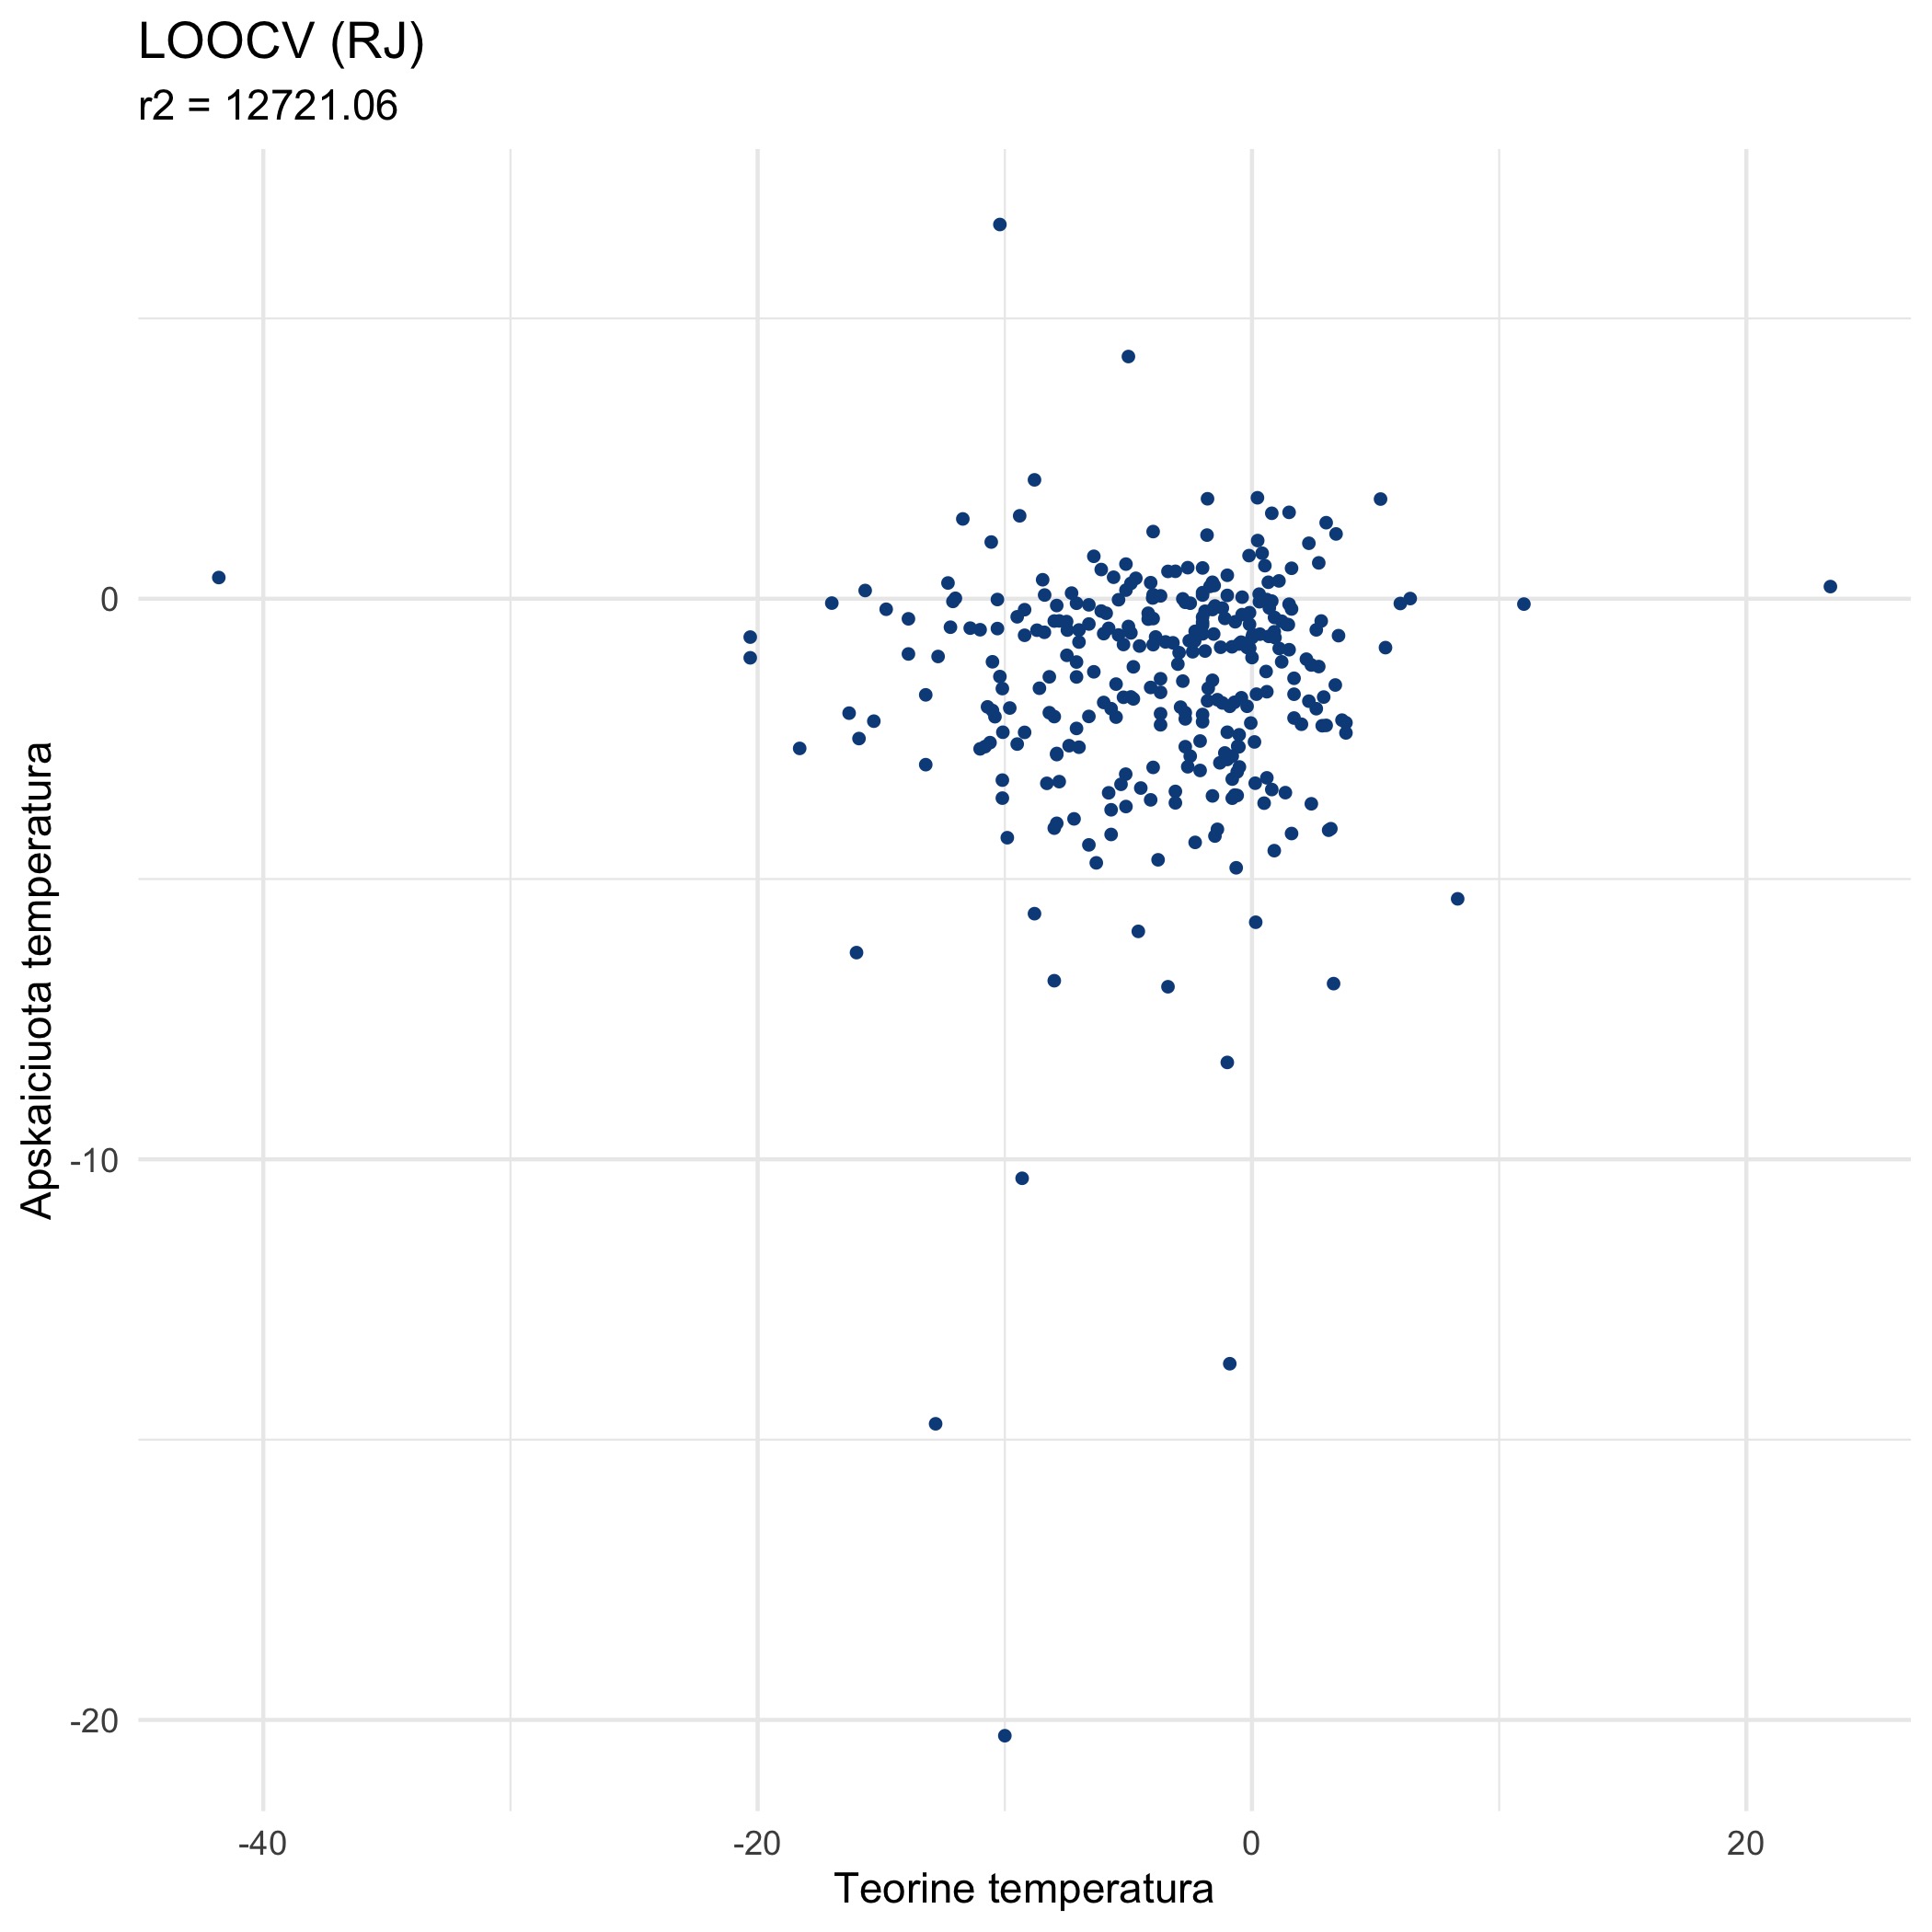 LOOCV (RJ)
r2 = 12721.06
0
-10
-20
Apskaiciuota temperatura
-40
-20
0
20
Teorine temperatura